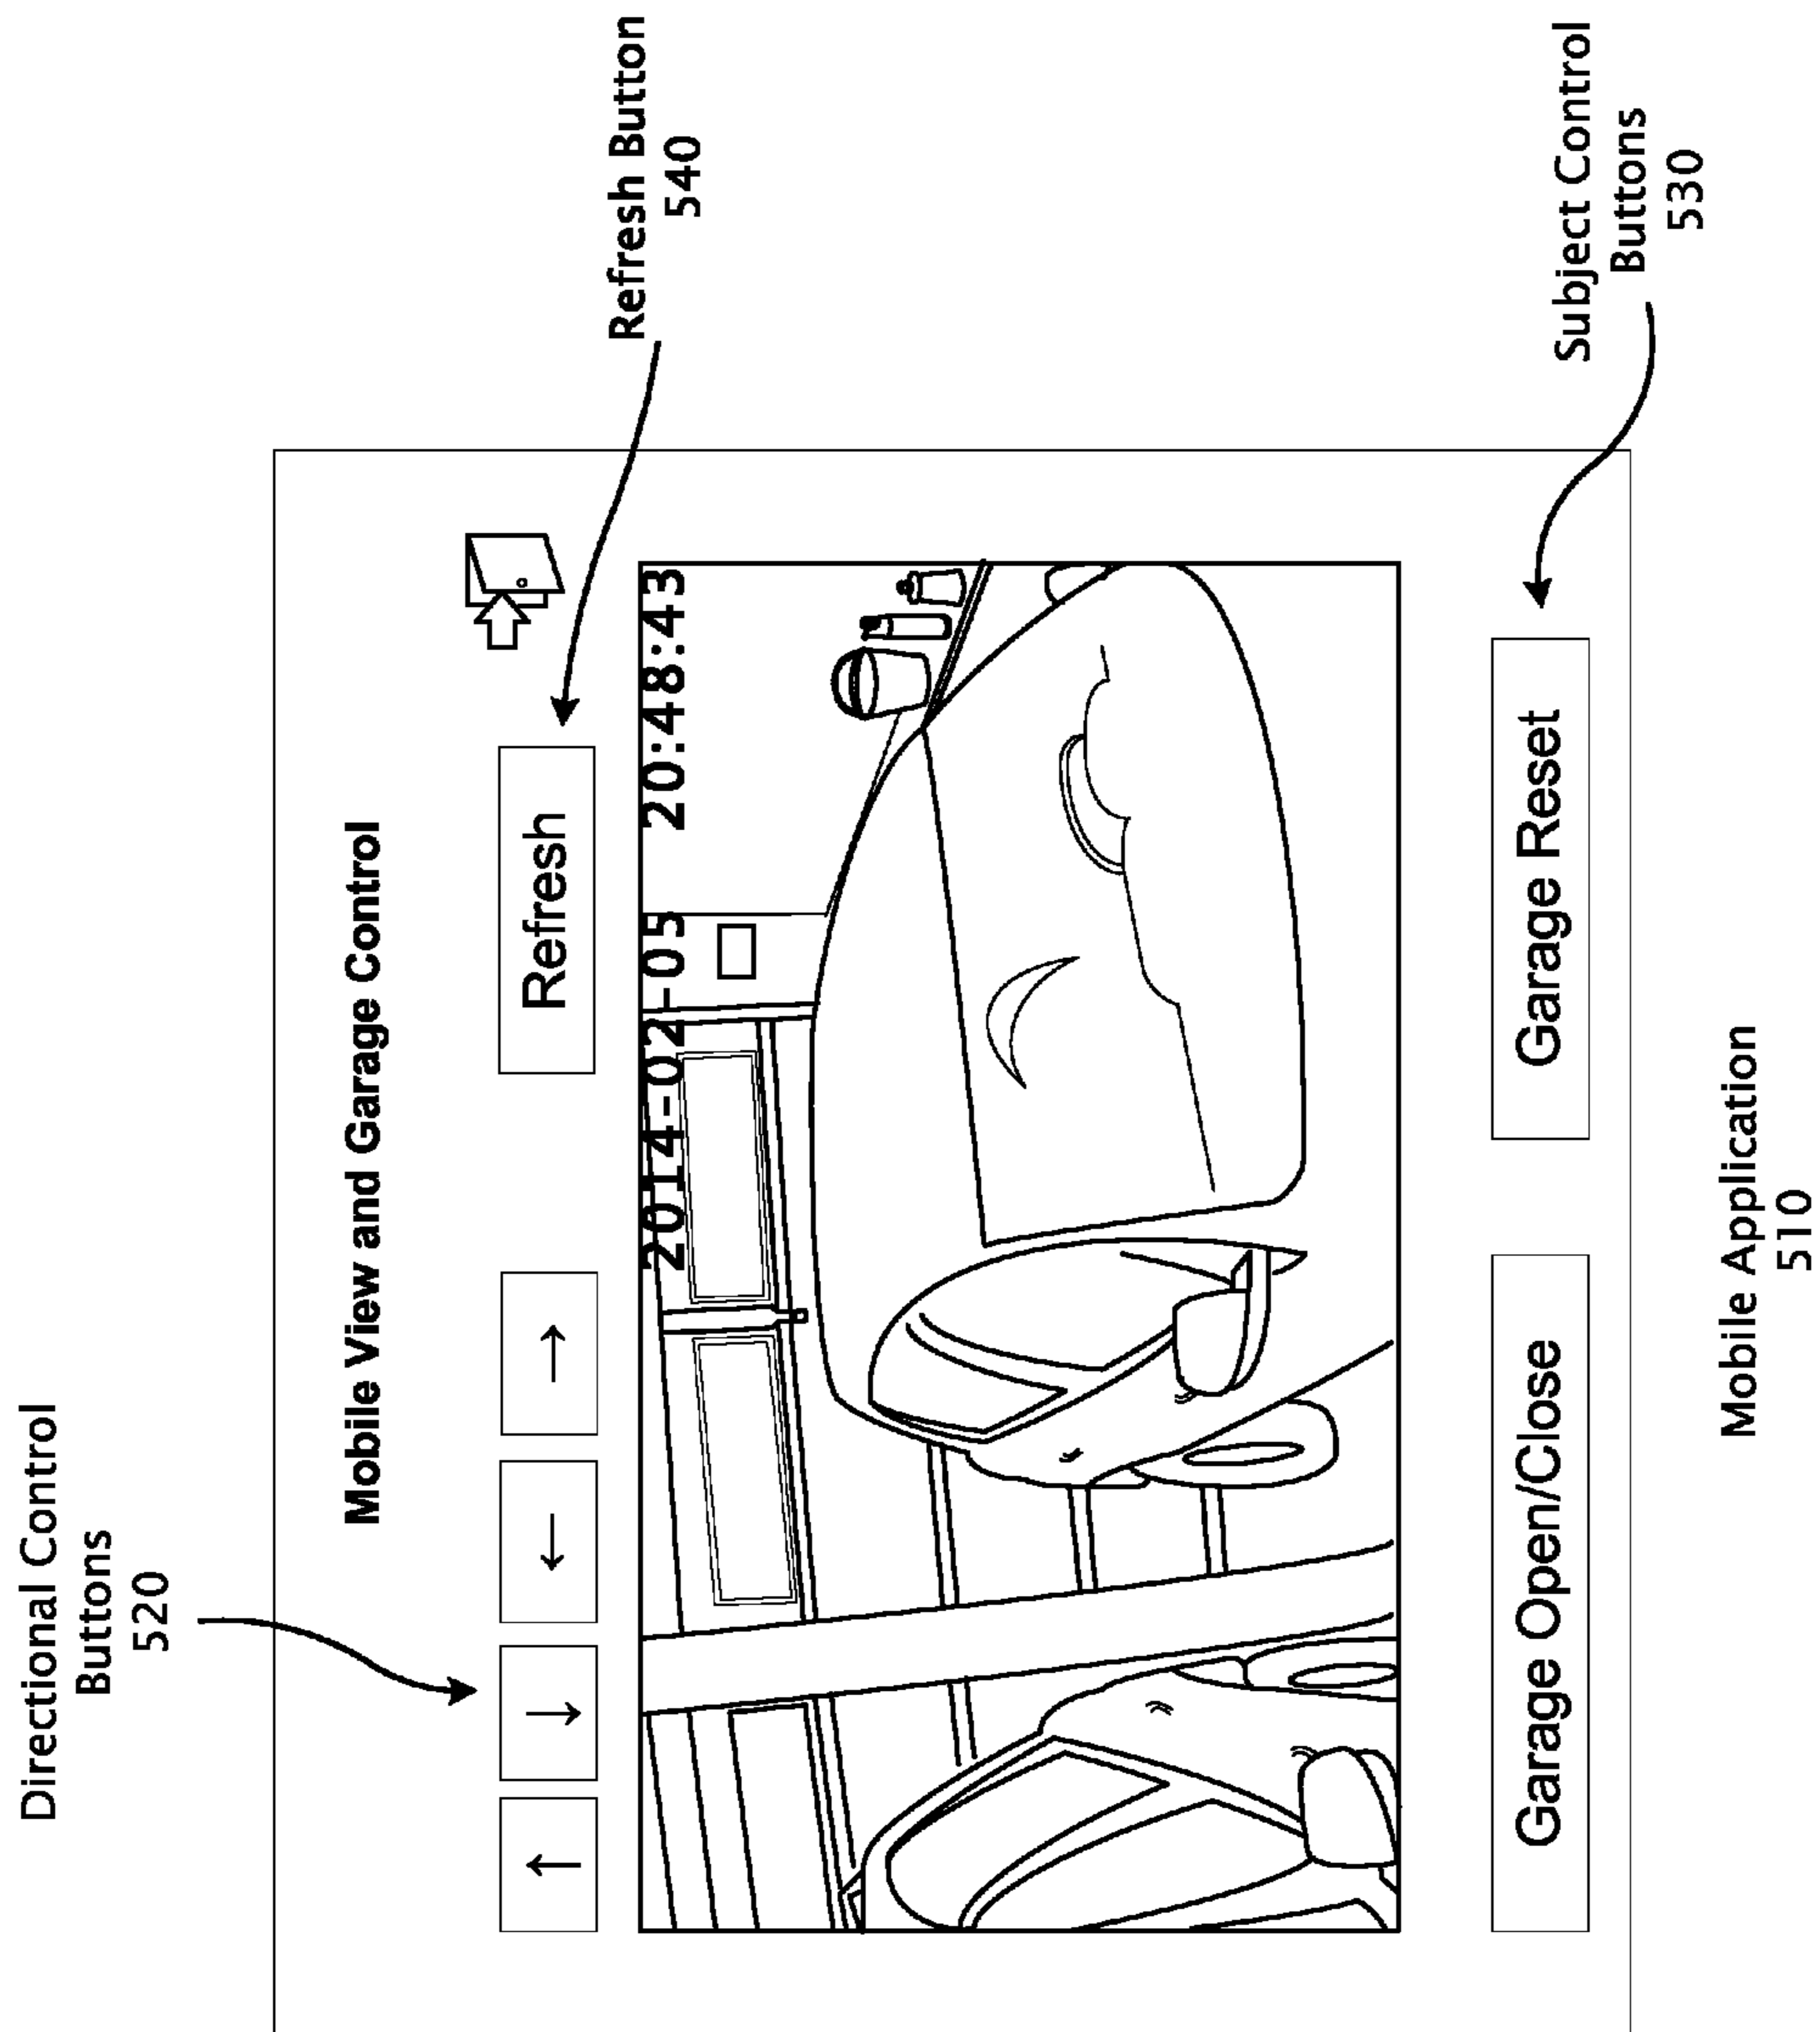 Directional Control
Buttons
520
Mobile View and Garage Control
↑ ↓ ← → Refresh
Refresh Button
540
2014-02-05 20:48:43
Garage Open/Close
Garage Reset
Subject Control
Buttons
530
Mobile Application
510